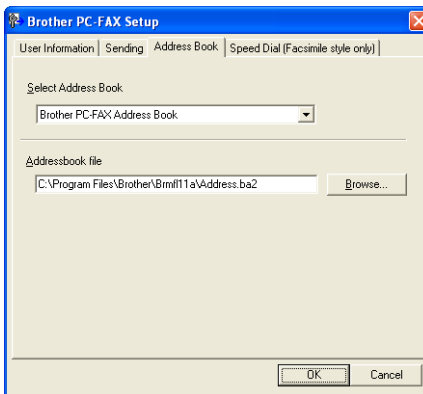 Brother PC-FAX Setup
User Information Sending Address Book Speed Dial (Facsimile style only)
Select Address Book
Brother PC-FAX Address Book
Addressbook file
C:\Program Files\Brother\Brmfl11a\Address.ba2 Browse...
OK Cancel